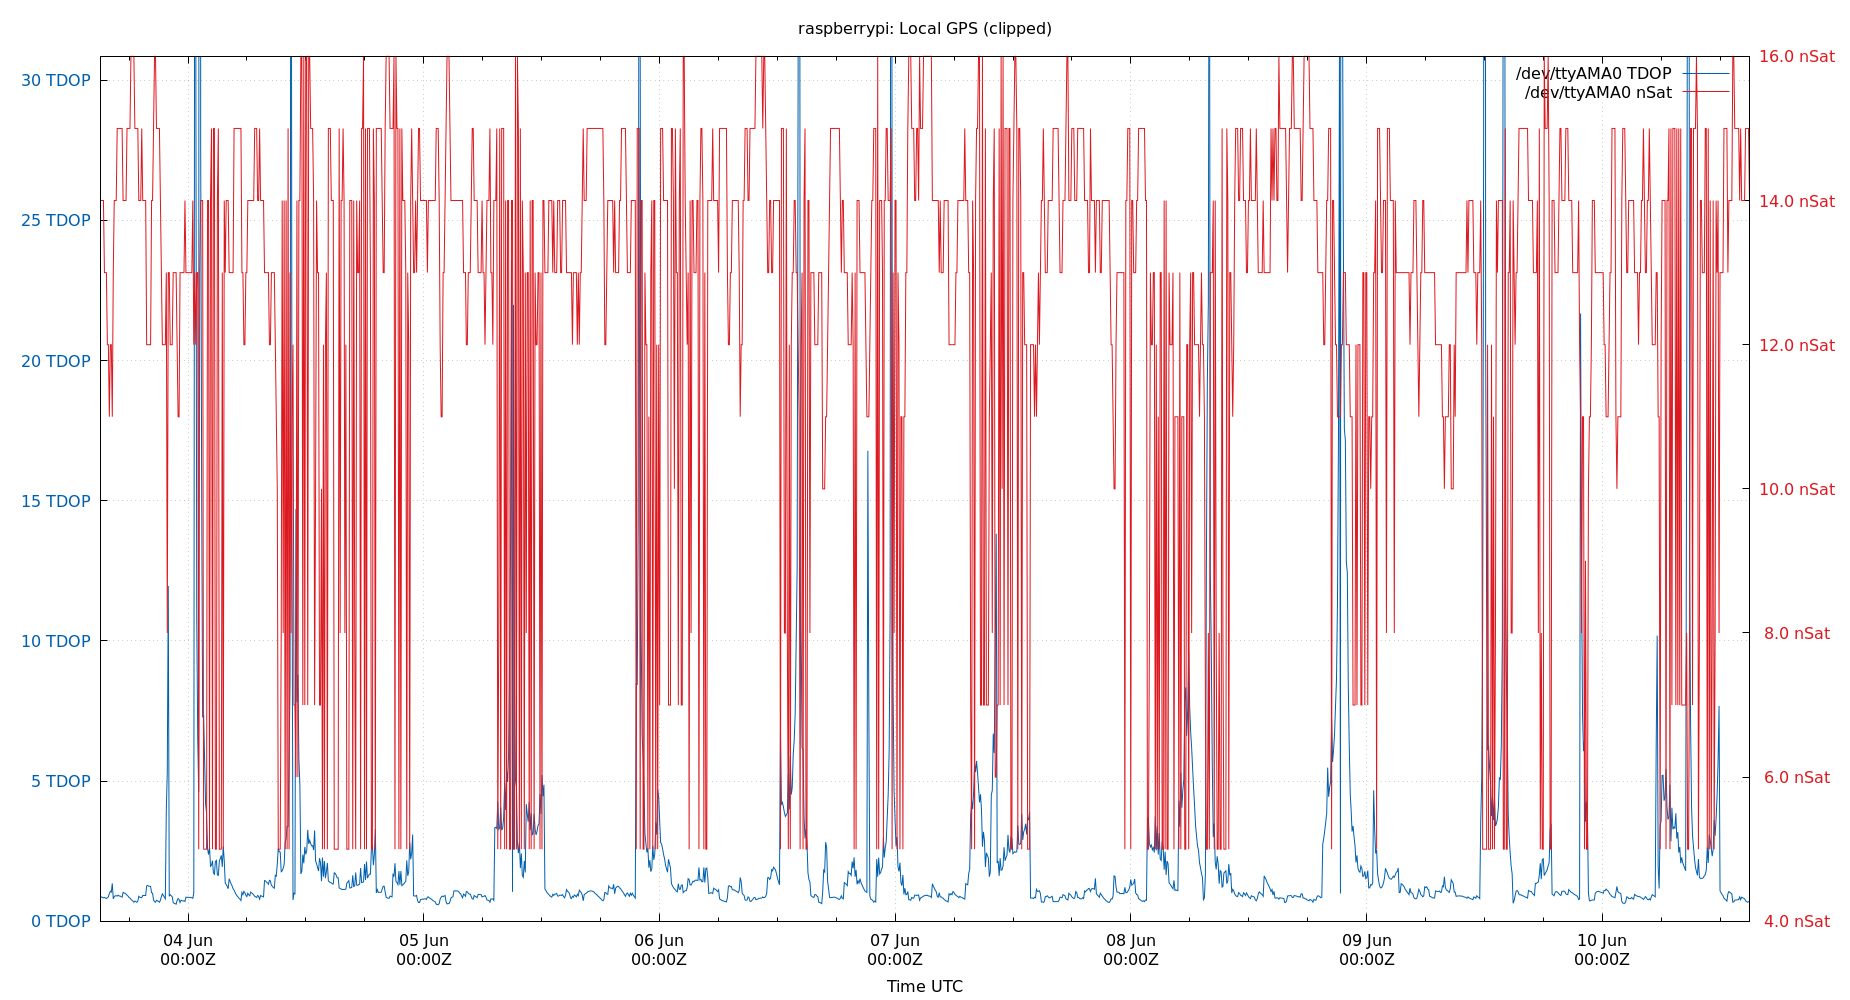 raspberrypi: Local GPS (clipped)
30 TDOP
25 TDOP
20 TDOP
15 TDOP
10 TDOP
5 TDOP
0 TDOP
16.0 nSat
14.0 nSat
12.0 nSat
10.0 nSat
8.0 nSat
6.0 nSat
4.0 nSat
/dev/ttyAMA0 TDOP
/dev/ttyAMA0 nSat
04 Jun
00:00Z
05 Jun
00:00Z
06 Jun
00:00Z
07 Jun
00:00Z
08 Jun
00:00Z
09 Jun
00:00Z
10 Jun
00:00Z
Time UTC